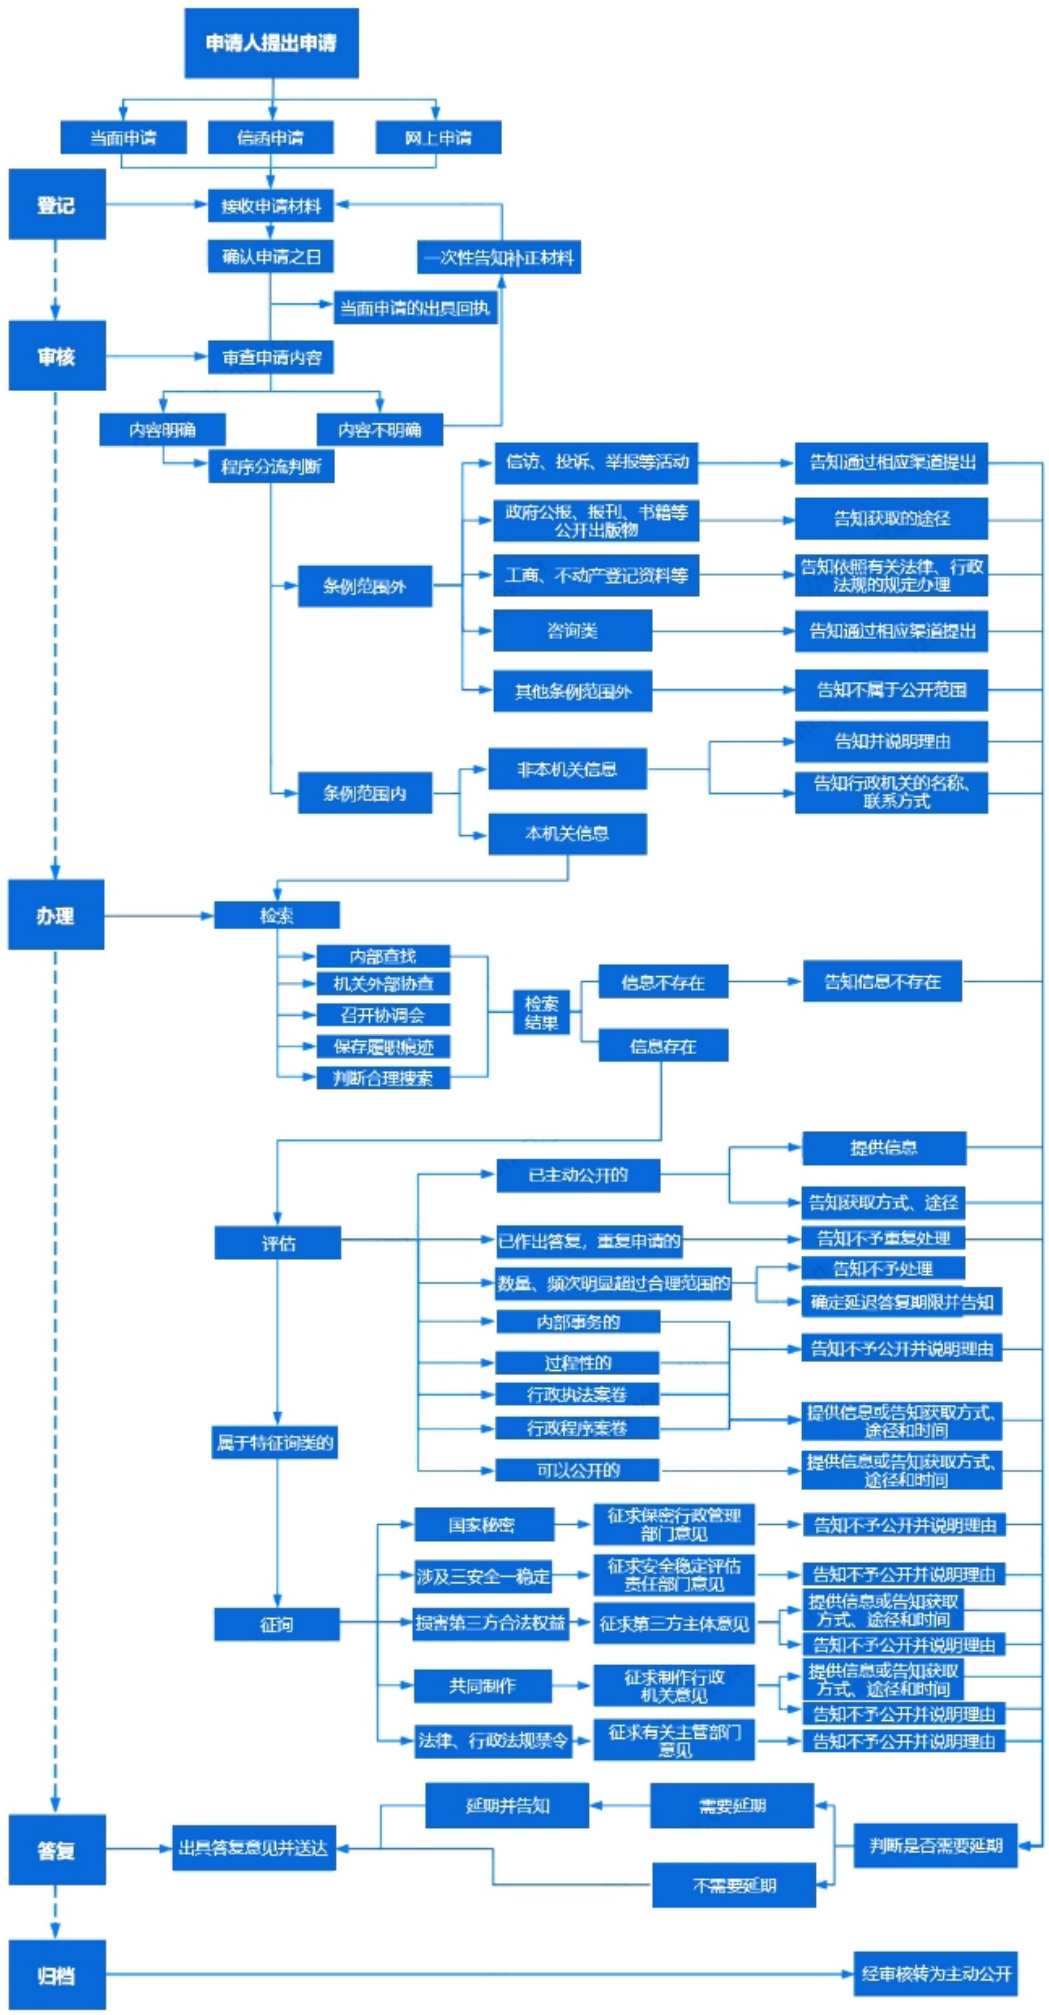 申请人提出申请
当面申请
信函申请
网上申请
登记
接收申请材料
确认申请之日
一次性告知补正材料
当面申请的出具回执
审核
审查申请内容
内容明确
内容不明确
程序分流判断
信访、投诉、举报等活动
告知通过相应渠道提出
政府公报、报刊、书籍等
公开出版物
告知获取的途径
条例范围外
工商、不动产登记资料等
告知依照有关法律、行政
法规的规定办理
咨询类
告知通过相应渠道提出
其他条例范围外
告知不属于公开范围
条例范围内
非本机关信息
告知并说明理由
告知行政机关的名称、
联系方式
本机关信息
办理
检索
内部查找
机关外部协查
召开协调会
保存履职痕迹
判断合理搜索
检索
结果
信息不存在
告知信息不存在
信息存在
评估
已主动公开的
提供信息
告知获取方式、途径
已作出答复，重复申请的
告知不予重复处理
数量、频次明显超过合理范围的
告知不予处理
确定延迟答复期限并告知
内部事务的
过程性的
行政执法案卷
行政程序案卷
告知不予公开并说明理由
提供信息或告知获取方式、
途径和时间
可以公开的
提供信息或告知获取方式、
途径和时间
属于特征询类的
征询
国家秘密
征求保密行政管理
部门意见
告知不予公开并说明理由
涉及三安全一稳定
征求安全稳定评估
责任部门意见
告知不予公开并说明理由
损害第三方合法权益
征求第三方主体意见
提供信息或告知获取
方式、途径和时间
告知不予公开并说明理由
共同制作
征求制作行政
机关意见
提供信息或告知获取
方式、途径和时间
告知不予公开并说明理由
法律、行政法规禁令
征求有关主管部门
意见
告知不予公开并说明理由
答复
出具答复意见并送达
延期并告知
需要延期
不需要延期
判断是否需要延期
归档
经审核转为主动公开